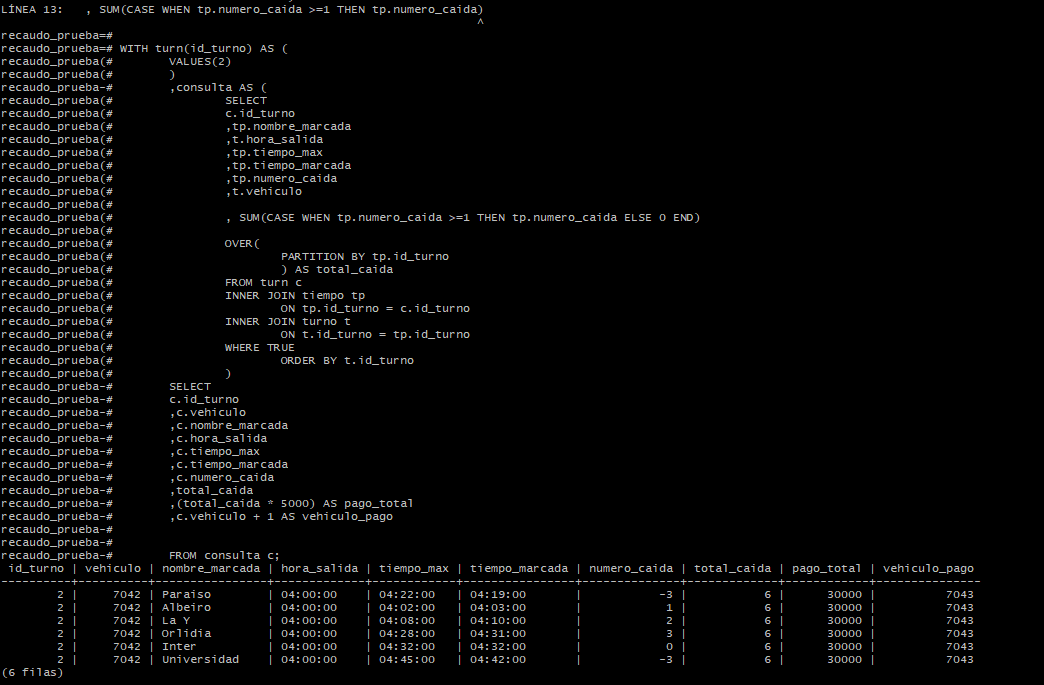 LÍNEA 13:   , SUM(CASE WHEN tp.numero_caida >=1 THEN tp.numero_caida)
                                                                    ^
recaudo_prueba=#
recaudo_prueba=# WITH turn(id_turno) AS (
recaudo_prueba(#        VALUES(2)
recaudo_prueba(#        )
recaudo_prueba-#        ,consulta AS (
recaudo_prueba(#                SELECT
recaudo_prueba(#                c.id_turno
recaudo_prueba(#                ,tp.nombre_marcada
recaudo_prueba(#                ,t.hora_salida
recaudo_prueba(#                ,tp.tiempo_max
recaudo_prueba(#                ,tp.tiempo_marcada
recaudo_prueba(#                ,tp.numero_caida
recaudo_prueba(#                ,t.vehiculo
recaudo_prueba(#
recaudo_prueba(#                , SUM(CASE WHEN tp.numero_caida >=1 THEN tp.numero_caida ELSE 0 END)
recaudo_prueba(#
recaudo_prueba(#                OVER(
recaudo_prueba(#                        PARTITION BY tp.id_turno
recaudo_prueba(#                        ) AS total_caida
recaudo_prueba(#                FROM turn c
recaudo_prueba(#                INNER JOIN tiempo tp
recaudo_prueba(#                        ON tp.id_turno = c.id_turno
recaudo_prueba(#                INNER JOIN turno t
recaudo_prueba(#                        ON t.id_turno = tp.id_turno
recaudo_prueba(#                WHERE TRUE
recaudo_prueba(#                        ORDER BY t.id_turno
recaudo_prueba(#                )
recaudo_prueba-#        SELECT
recaudo_prueba-#        c.id_turno
recaudo_prueba-#        ,c.vehiculo
recaudo_prueba-#        ,c.nombre_marcada
recaudo_prueba-#        ,c.hora_salida
recaudo_prueba-#        ,c.tiempo_max
recaudo_prueba-#        ,c.tiempo_marcada
recaudo_prueba-#        ,c.numero_caida
recaudo_prueba-#        ,total_caida
recaudo_prueba-#        ,(total_caida * 5000) AS pago_total
recaudo_prueba-#        ,c.vehiculo + 1 AS vehiculo_pago
recaudo_prueba-#
recaudo_prueba-#
recaudo_prueba-#        FROM consulta c;
 id_turno | vehiculo | nombre_marcada | hora_salida | tiempo_max | tiempo_marcada | numero_caida | total_caida | pago_total | vehiculo_pago
----------+----------+----------------+-------------+------------+----------------+--------------+-------------+------------+---------------
        2 |     7042 | Paraiso        | 04:00:00    | 04:22:00   | 04:19:00       |           -3 |           6 |      30000 |          7043
        2 |     7042 | Albeiro        | 04:00:00    | 04:02:00   | 04:03:00       |            1 |           6 |      30000 |          7043
        2 |     7042 | La Y           | 04:00:00    | 04:08:00   | 04:10:00       |            2 |           6 |      30000 |          7043
        2 |     7042 | Orlidia        | 04:00:00    | 04:28:00   | 04:31:00       |            3 |           6 |      30000 |          7043
        2 |     7042 | Inter          | 04:00:00    | 04:32:00   | 04:32:00       |            0 |           6 |      30000 |          7043
        2 |     7042 | Universidad    | 04:00:00    | 04:45:00   | 04:42:00       |           -3 |           6 |      30000 |          7043
(6 filas)